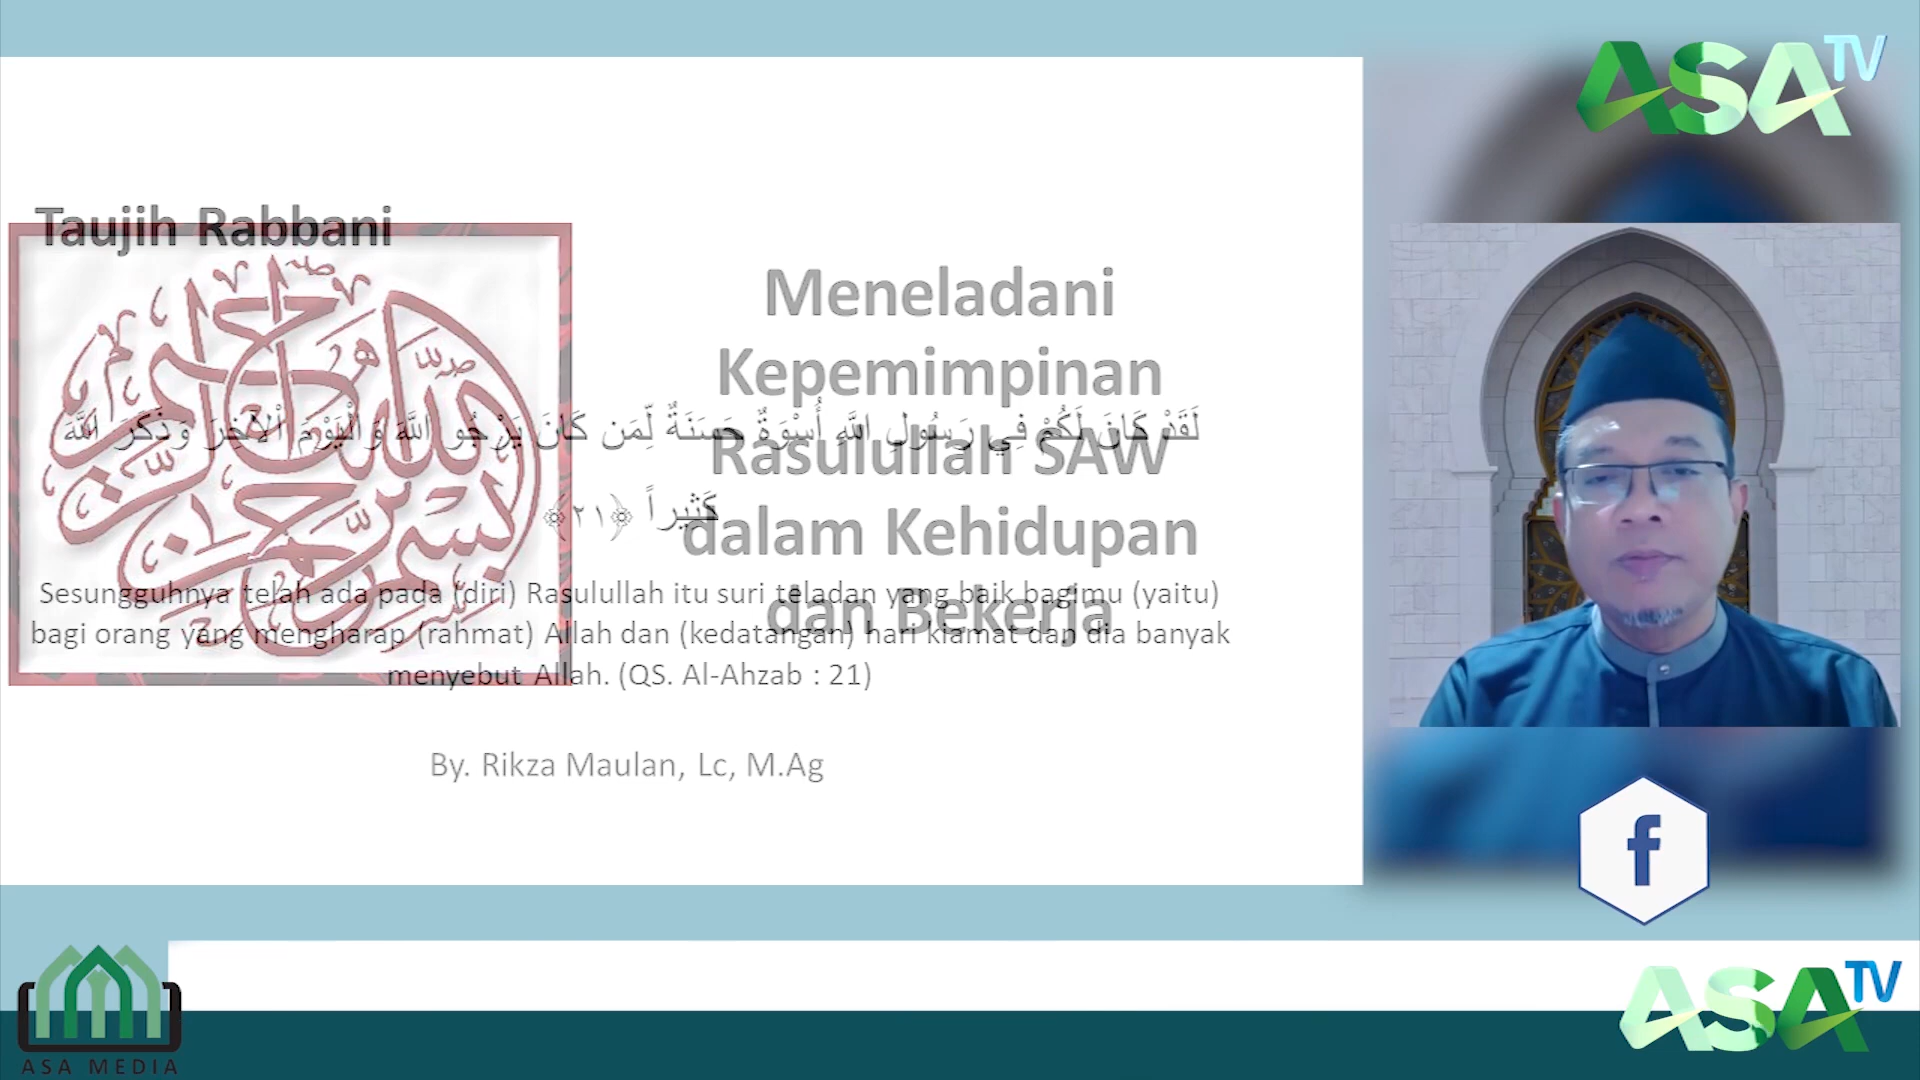 ASA TV
Taujih Rabbani
Meneladani
Kepemimpinan
Rasulullah SAW
dalam Kehidupan
dan Bekerja
لَقَدْ كَانَ لَكُمْ فِي رَسُولِ اللَّهِ أُسْوَةٌ حَسَنَةٌ لِّمَن كَانَ يَرْجُو اللَّهَ وَالْيَوْمَ الْآخِرَ وَذَكَرَ اللَّهَ
كَثِيراً ﴿٢١﴾
Sesungguhnya telah ada pada (diri) Rasulullah itu suri teladan yang baik bagimu (yaitu)
bagi orang yang mengharap (rahmat) Allah dan (kedatangan) hari kiamat dan dia banyak
menyebut Allah. (QS. Al-Ahzab : 21)
By. Rikza Maulan, Lc, M.Ag
f
ASA MEDIA
ASA TV